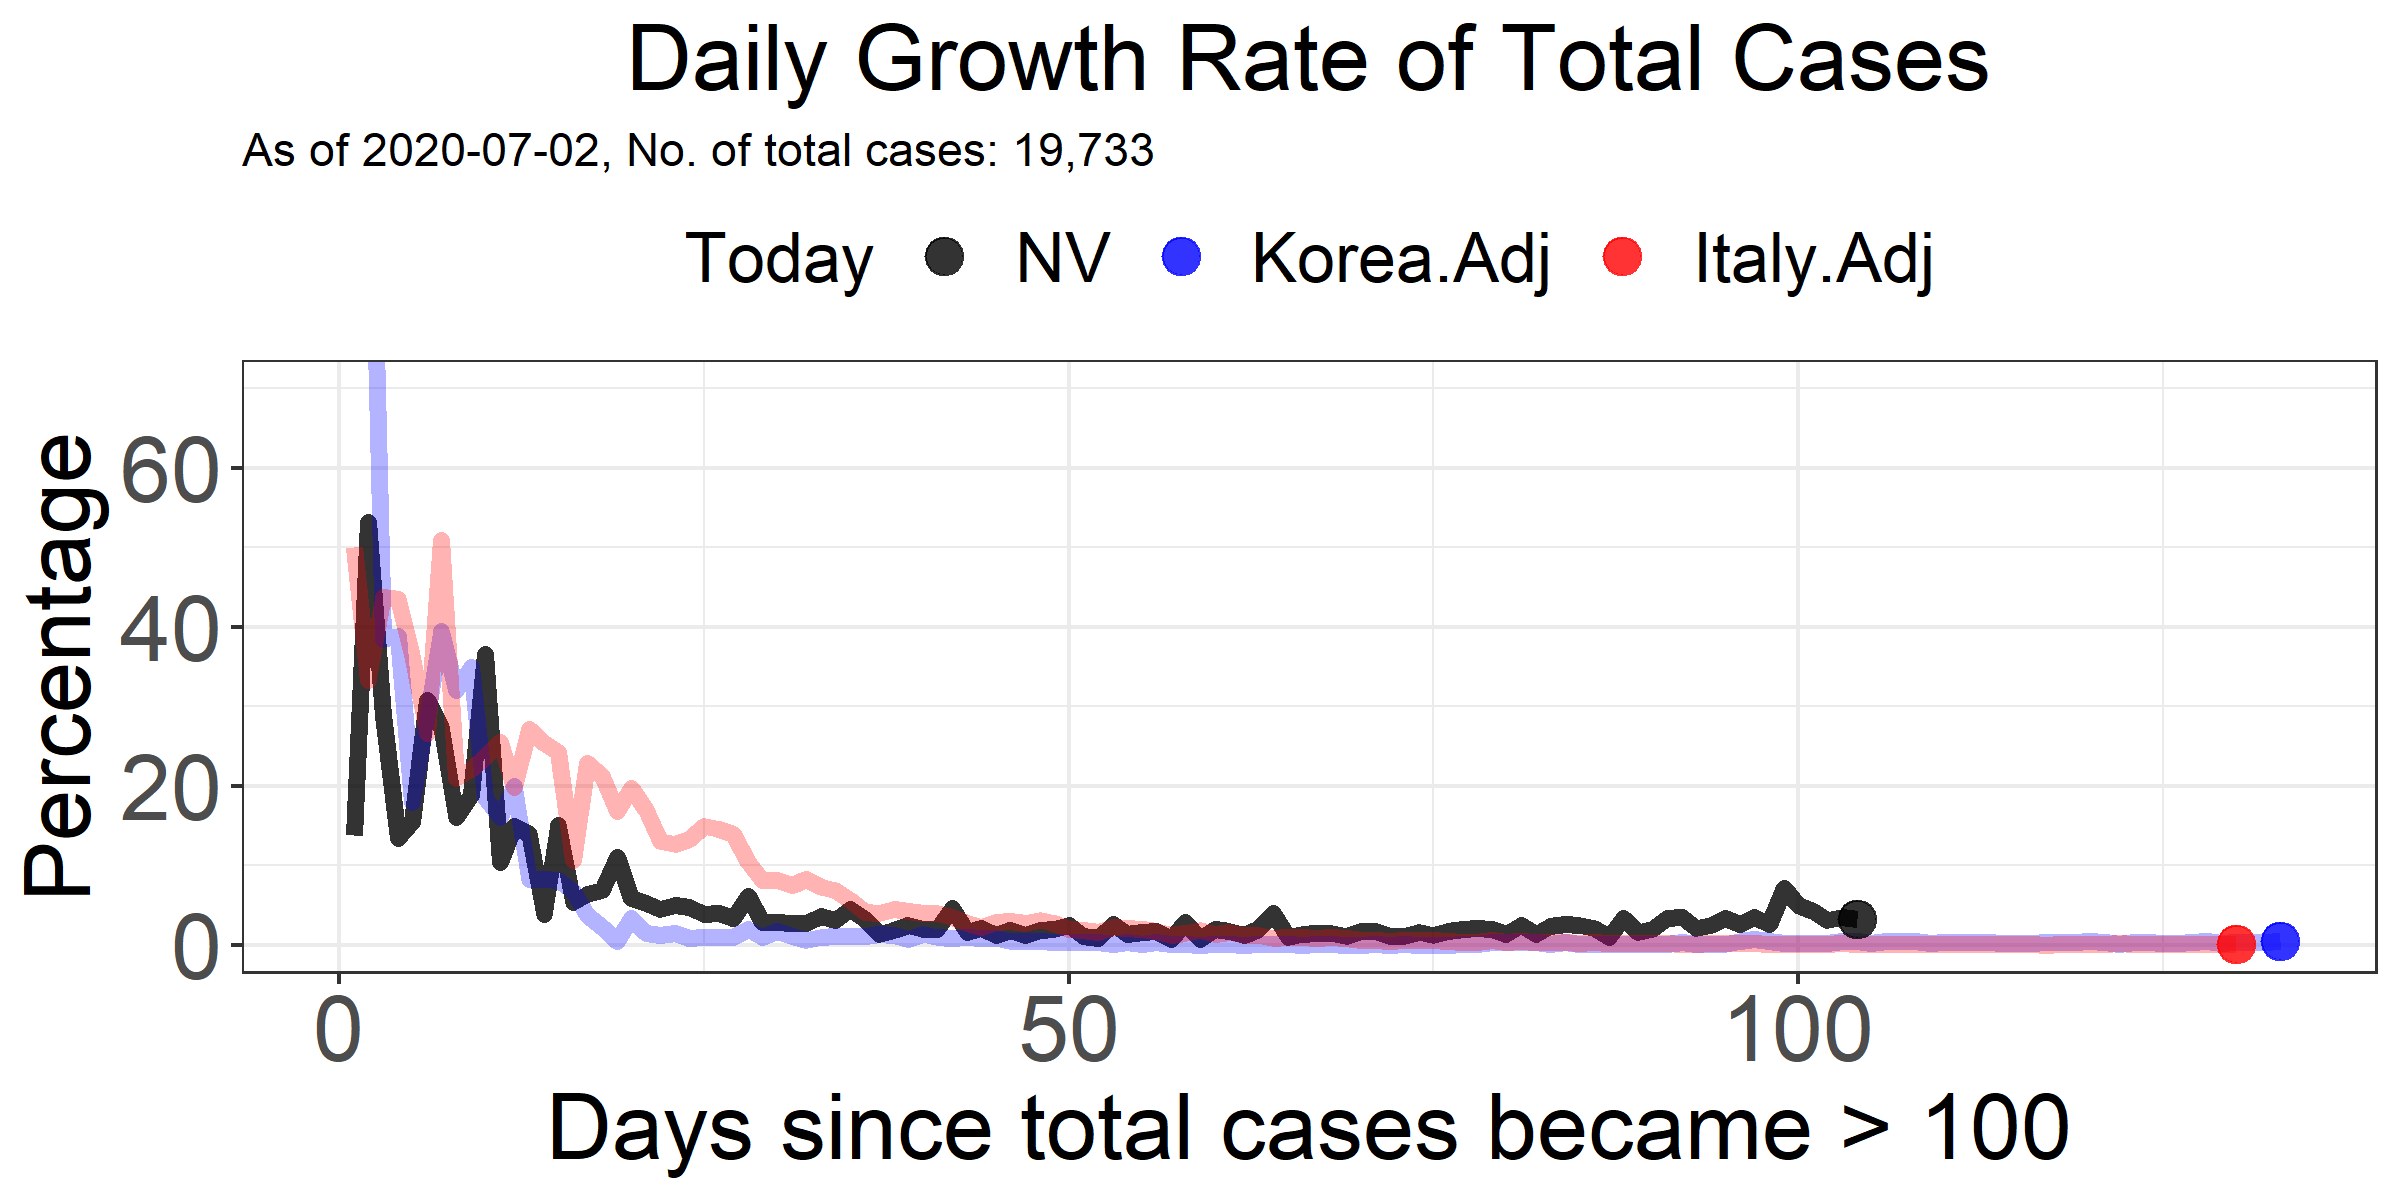 Daily Growth Rate of Total Cases
As of 2020-07-02, No. of total cases: 19,733
Today NV Korea.Adj Italy.Adj
Percentage
60
40
20
0
0 50 100
Days since total cases became > 100